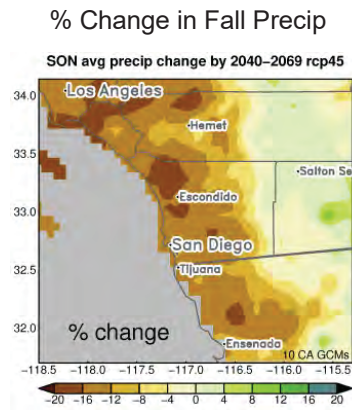 % Change in Fall Precip
SON avg precip change by 2040−2069 rcp45
34.0
Los Angeles
Hemet
33.5
Salton Se
Escondido
33.0
San Diego
32.5
Tijuana
32.0
% change
Ensenada
10 CA GCMs
−118.5 −118.0 −117.5 −117.0 −116.5 −116.0 −115.5
−20 −16 −12 −8 −4 0 4 8 12 16 20